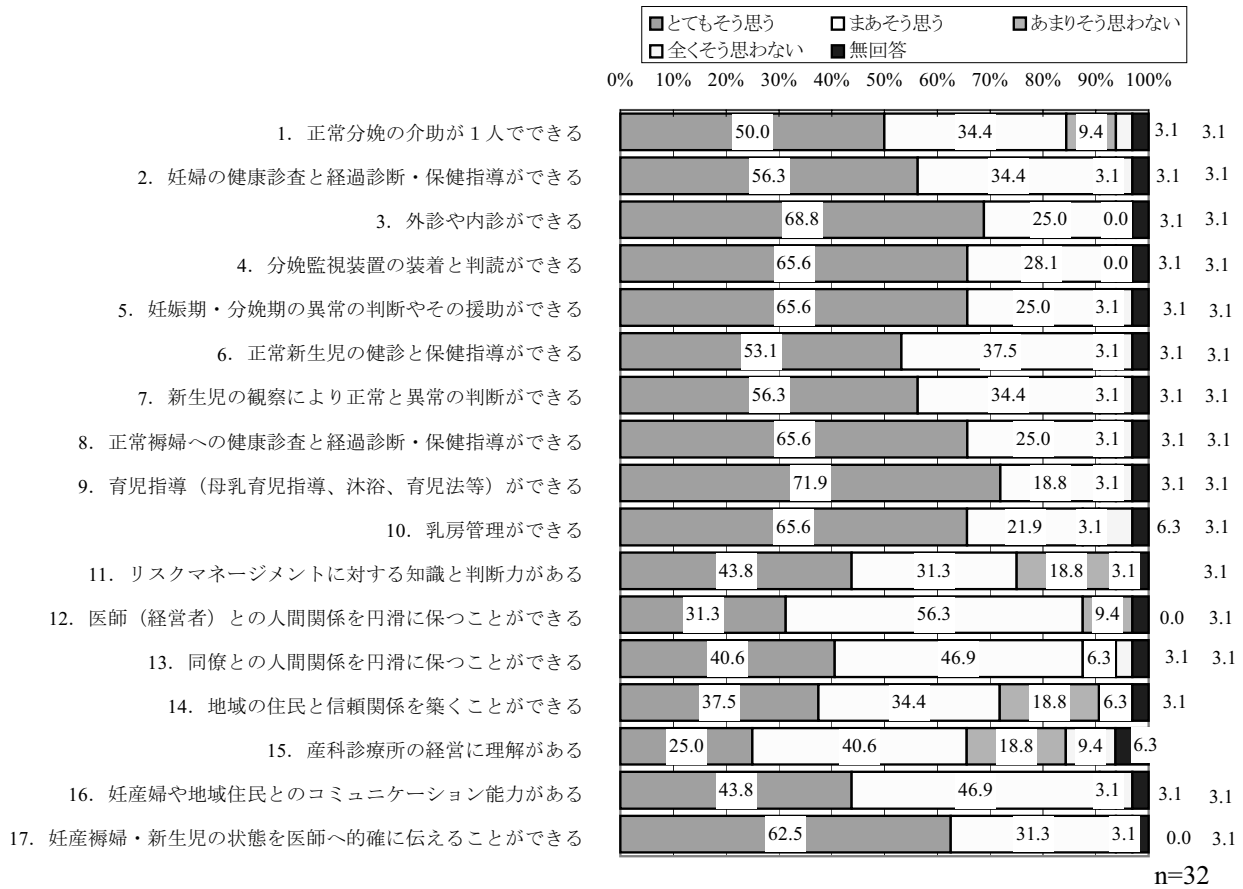 とてもそう思う まあそう思う あまりそう思わない
全くそう思わない 無回答
0% 10% 20% 30% 40% 50% 60% 70% 80% 90% 100%
1. 正常分娩の介助が1人でできる 50.0 34.4 9.4 3.1 3.1
2. 妊婦の健康診査と経過診断・保健指導ができる 56.3 34.4 3.1 3.1 3.1
3. 外診や内診ができる 68.8 25.0 0.0 3.1 3.1
4. 分娩監視装置の装着と判読ができる 65.6 28.1 0.0 3.1 3.1
5. 妊娠期・分娩期の異常の判断やその援助ができる 65.6 25.0 3.1 3.1 3.1
6. 正常新生児の健診と保健指導ができる 53.1 37.5 3.1 3.1 3.1
7. 新生児の観察により正常と異常の判断ができる 56.3 34.4 3.1 3.1 3.1
8. 正常褥婦への健康診査と経過診断・保健指導ができる 65.6 25.0 3.1 3.1 3.1
9. 育児指導（母乳育児指導、沐浴、育児法等）ができる 71.9 18.8 3.1 3.1 3.1
10. 乳房管理ができる 65.6 21.9 3.1 6.3 3.1
11. リスクマネージメントに対する知識と判断力がある 43.8 31.3 18.8 3.1 3.1
12. 医師（経営者）との人間関係を円滑に保つことができる 31.3 56.3 9.4 0.0 3.1
13. 同僚との人間関係を円滑に保つことができる 40.6 46.9 6.3 3.1 3.1
14. 地域の住民と信頼関係を築くことができる 37.5 34.4 18.8 6.3 3.1
15. 産科診療所の経営に理解がある 25.0 40.6 18.8 9.4 6.3
16. 妊産婦や地域住民とのコミュニケーション能力がある 43.8 46.9 3.1 3.1 3.1
17. 妊産褥婦・新生児の状態を医師へ的確に伝えることができる 62.5 31.3 3.1 0.0 3.1
n=32